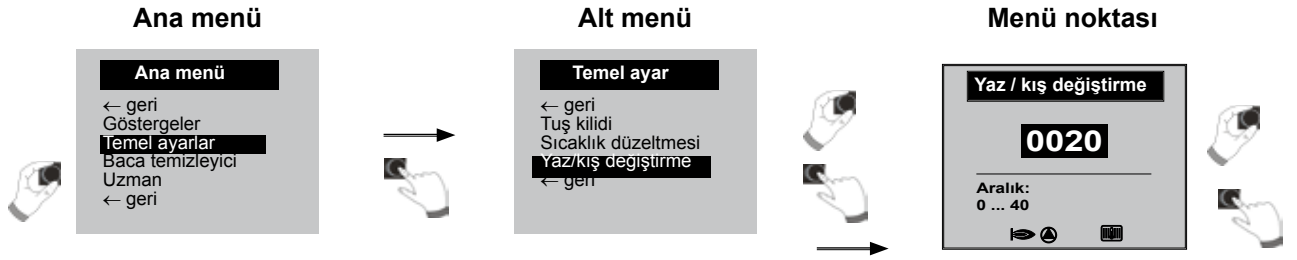 Ana menü
Alt menü
Menü noktası
Ana menü
← geri
Göstergeler
Temel ayarlar
Baca temizleyici
Uzman
← geri
Temel ayar
← geri
Tuş kilidi
Sıcaklık düzeltmesi
Yaz/kış değiştirme
← geri
Yaz / kış değiştirme
0020
Aralık:
0 ... 40